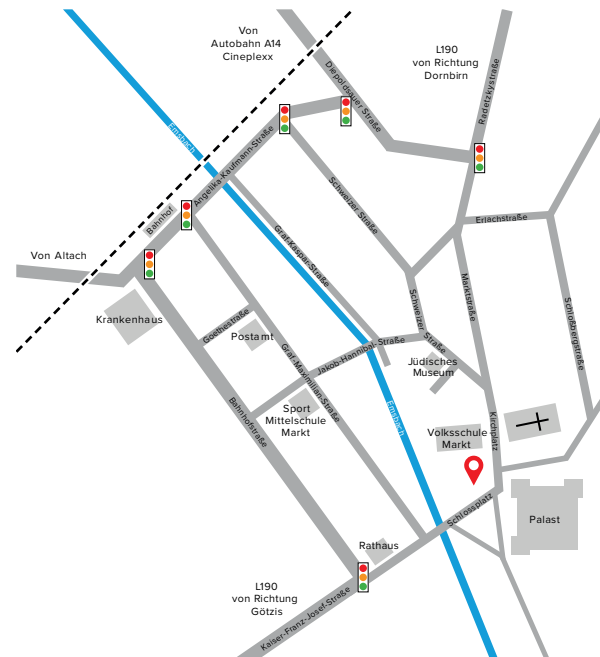 Von
Autobahn A14
Cineplexx
L190
von Richtung
Dornbirn
Diepoldsauer Straße
Radetzkystraße
Emsbach
Angelika-Kaufmann-Straße
Schweizer Straße
Bahnhof
Erlachstraße
Von Altach
Graf-Kaspar-Straße
Marktstraße
Schloßbergstraße
Krankenhaus
Goethestraße
Postamt
Schweizer Straße
Jakob-Hannibal-Straße
Graf-Maximilian-Straße
Jüdisches
Museum
Bahnhofstraße
Sport
Mittelschule
Markt
Emsbach
Volksschule
Markt
Kirchplatz
Schlossplatz
Palast
Rathaus
L190
von Richtung
Götzis
Kaiser-Franz-Josef-Straße